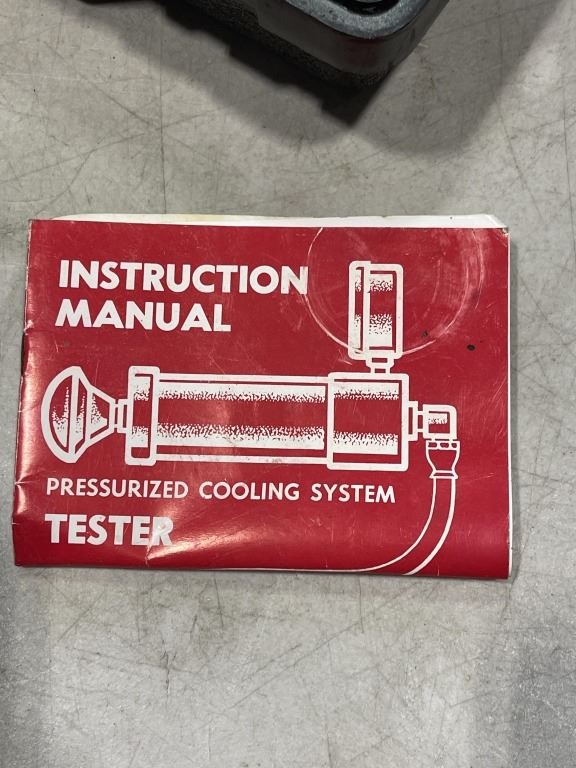 INSTRUCTION
MANUAL
PRESSURIZED COOLING SYSTEM
TESTER